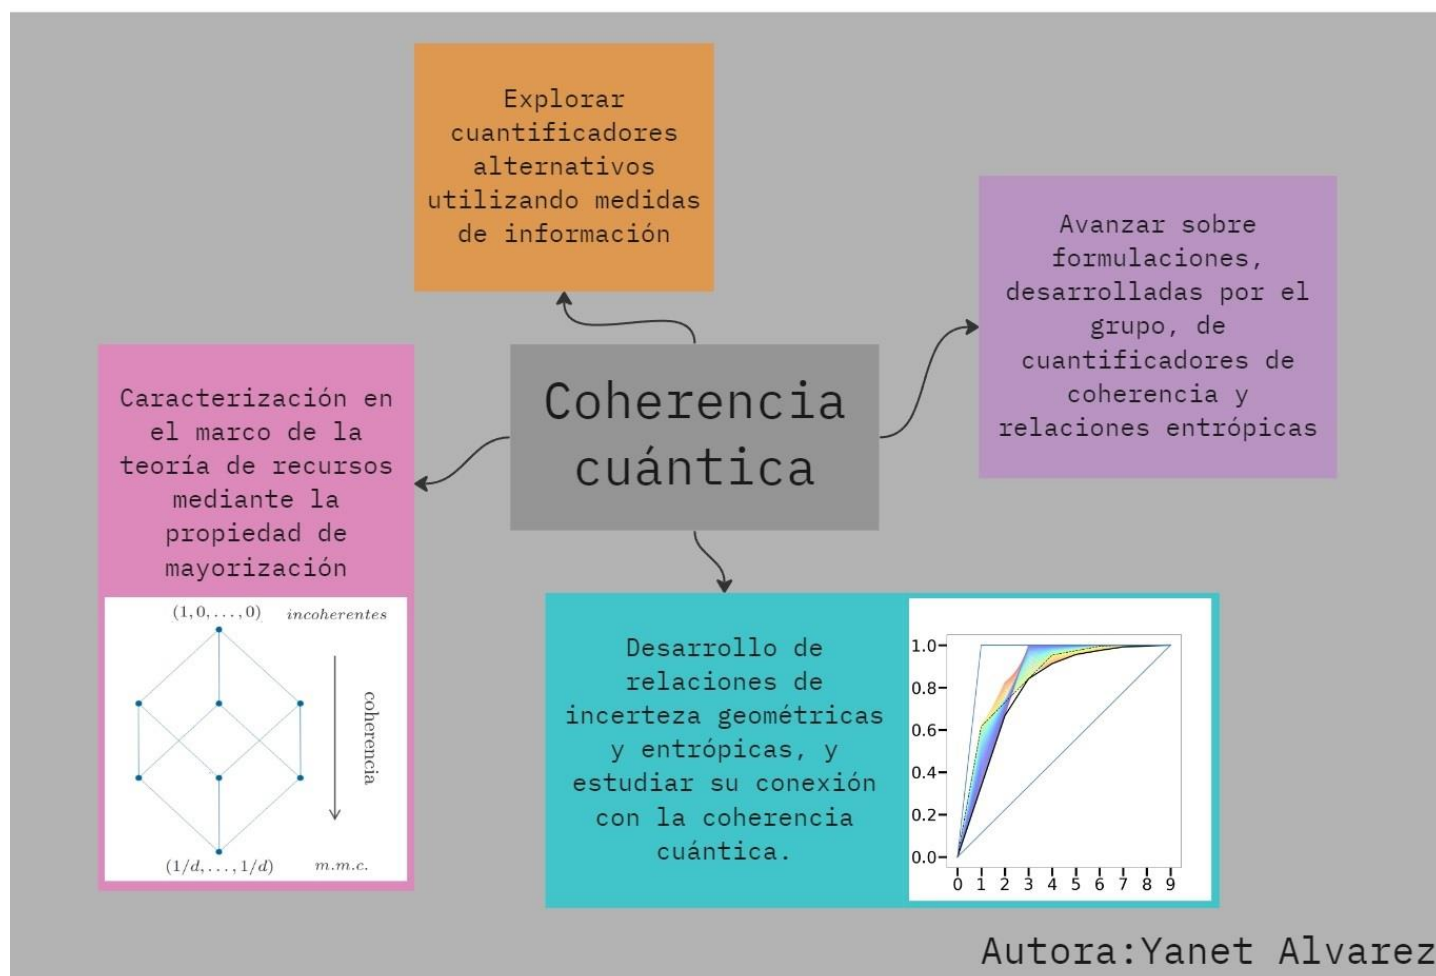 Explorar
cuantificadores
alternativos
utilizando medidas
de información
Avanzar sobre
formulaciones,
desarrolladas por el
grupo, de
cuantificadores de
coherencia y
relaciones entrópicas
Coherencia
cuántica
Caracterización en
el marco de la
teoría de recursos
mediante la
propiedad de
mayorización
(1, 0, . . . , 0) incoherentes
coherencia
(1/d, . . . , 1/d) m.m.c.
Desarrollo de
relaciones de
incerteza geométricas
y entrópicas, y
estudiar su conexión
con la coherencia
cuántica.
1.0
0.8
0.6
0.4
0.2
0.0
0 1 2 3 4 5 6 7 8 9
Autora:Yanet Alvarez